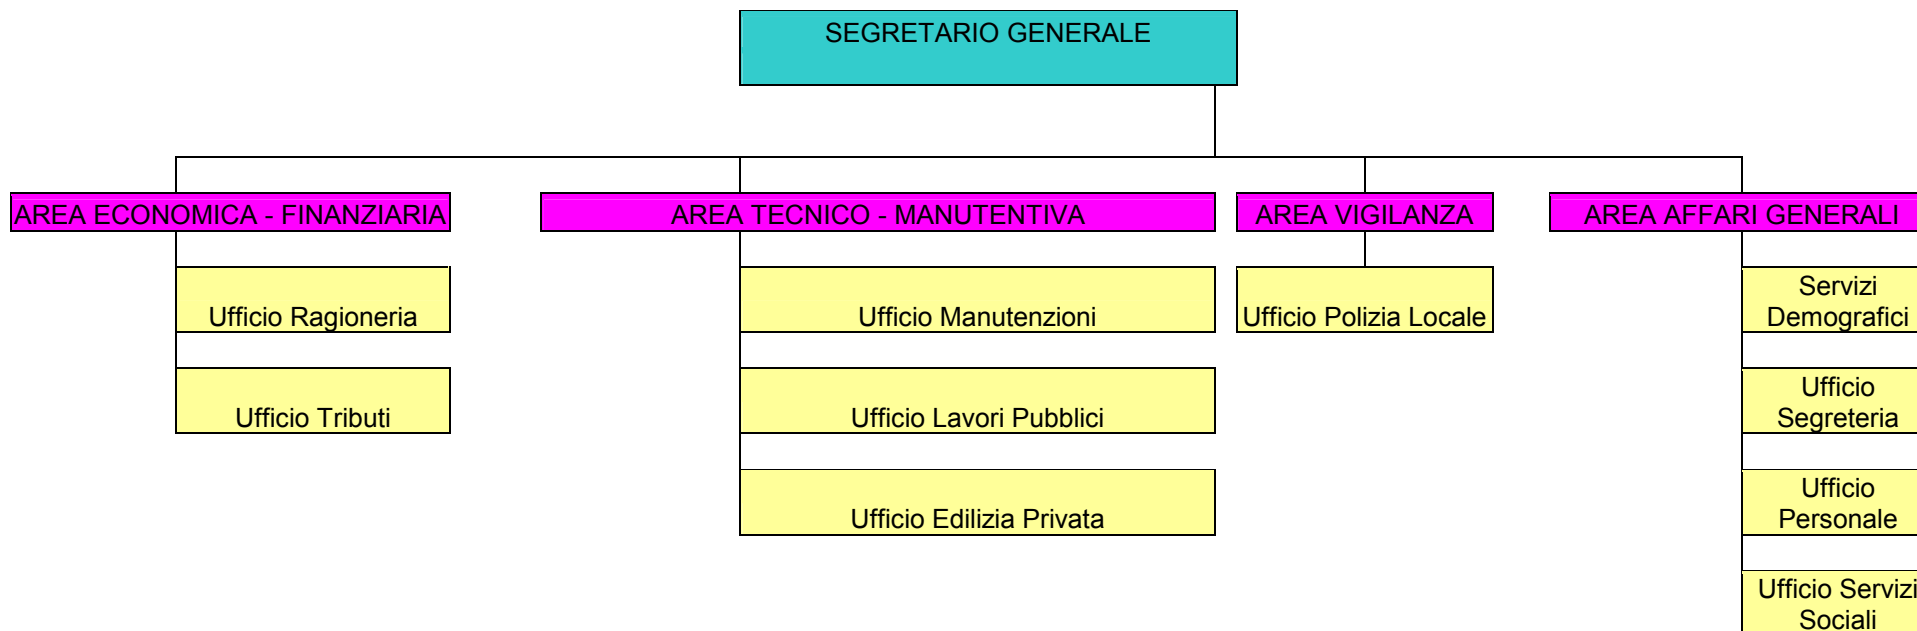 SEGRETARIO GENERALE
AREA ECONOMICA - FINANZIARIA
AREA TECNICO - MANUTENTIVA
AREA VIGILANZA
AREA AFFARI GENERALI
Ufficio Ragioneria
Ufficio Manutenzioni
Ufficio Polizia Locale
Servizi
Demografici
Ufficio Tributi
Ufficio Lavori Pubblici
Ufficio
Segreteria
Ufficio Edilizia Privata
Ufficio
Personale
Ufficio Servizi
Sociali